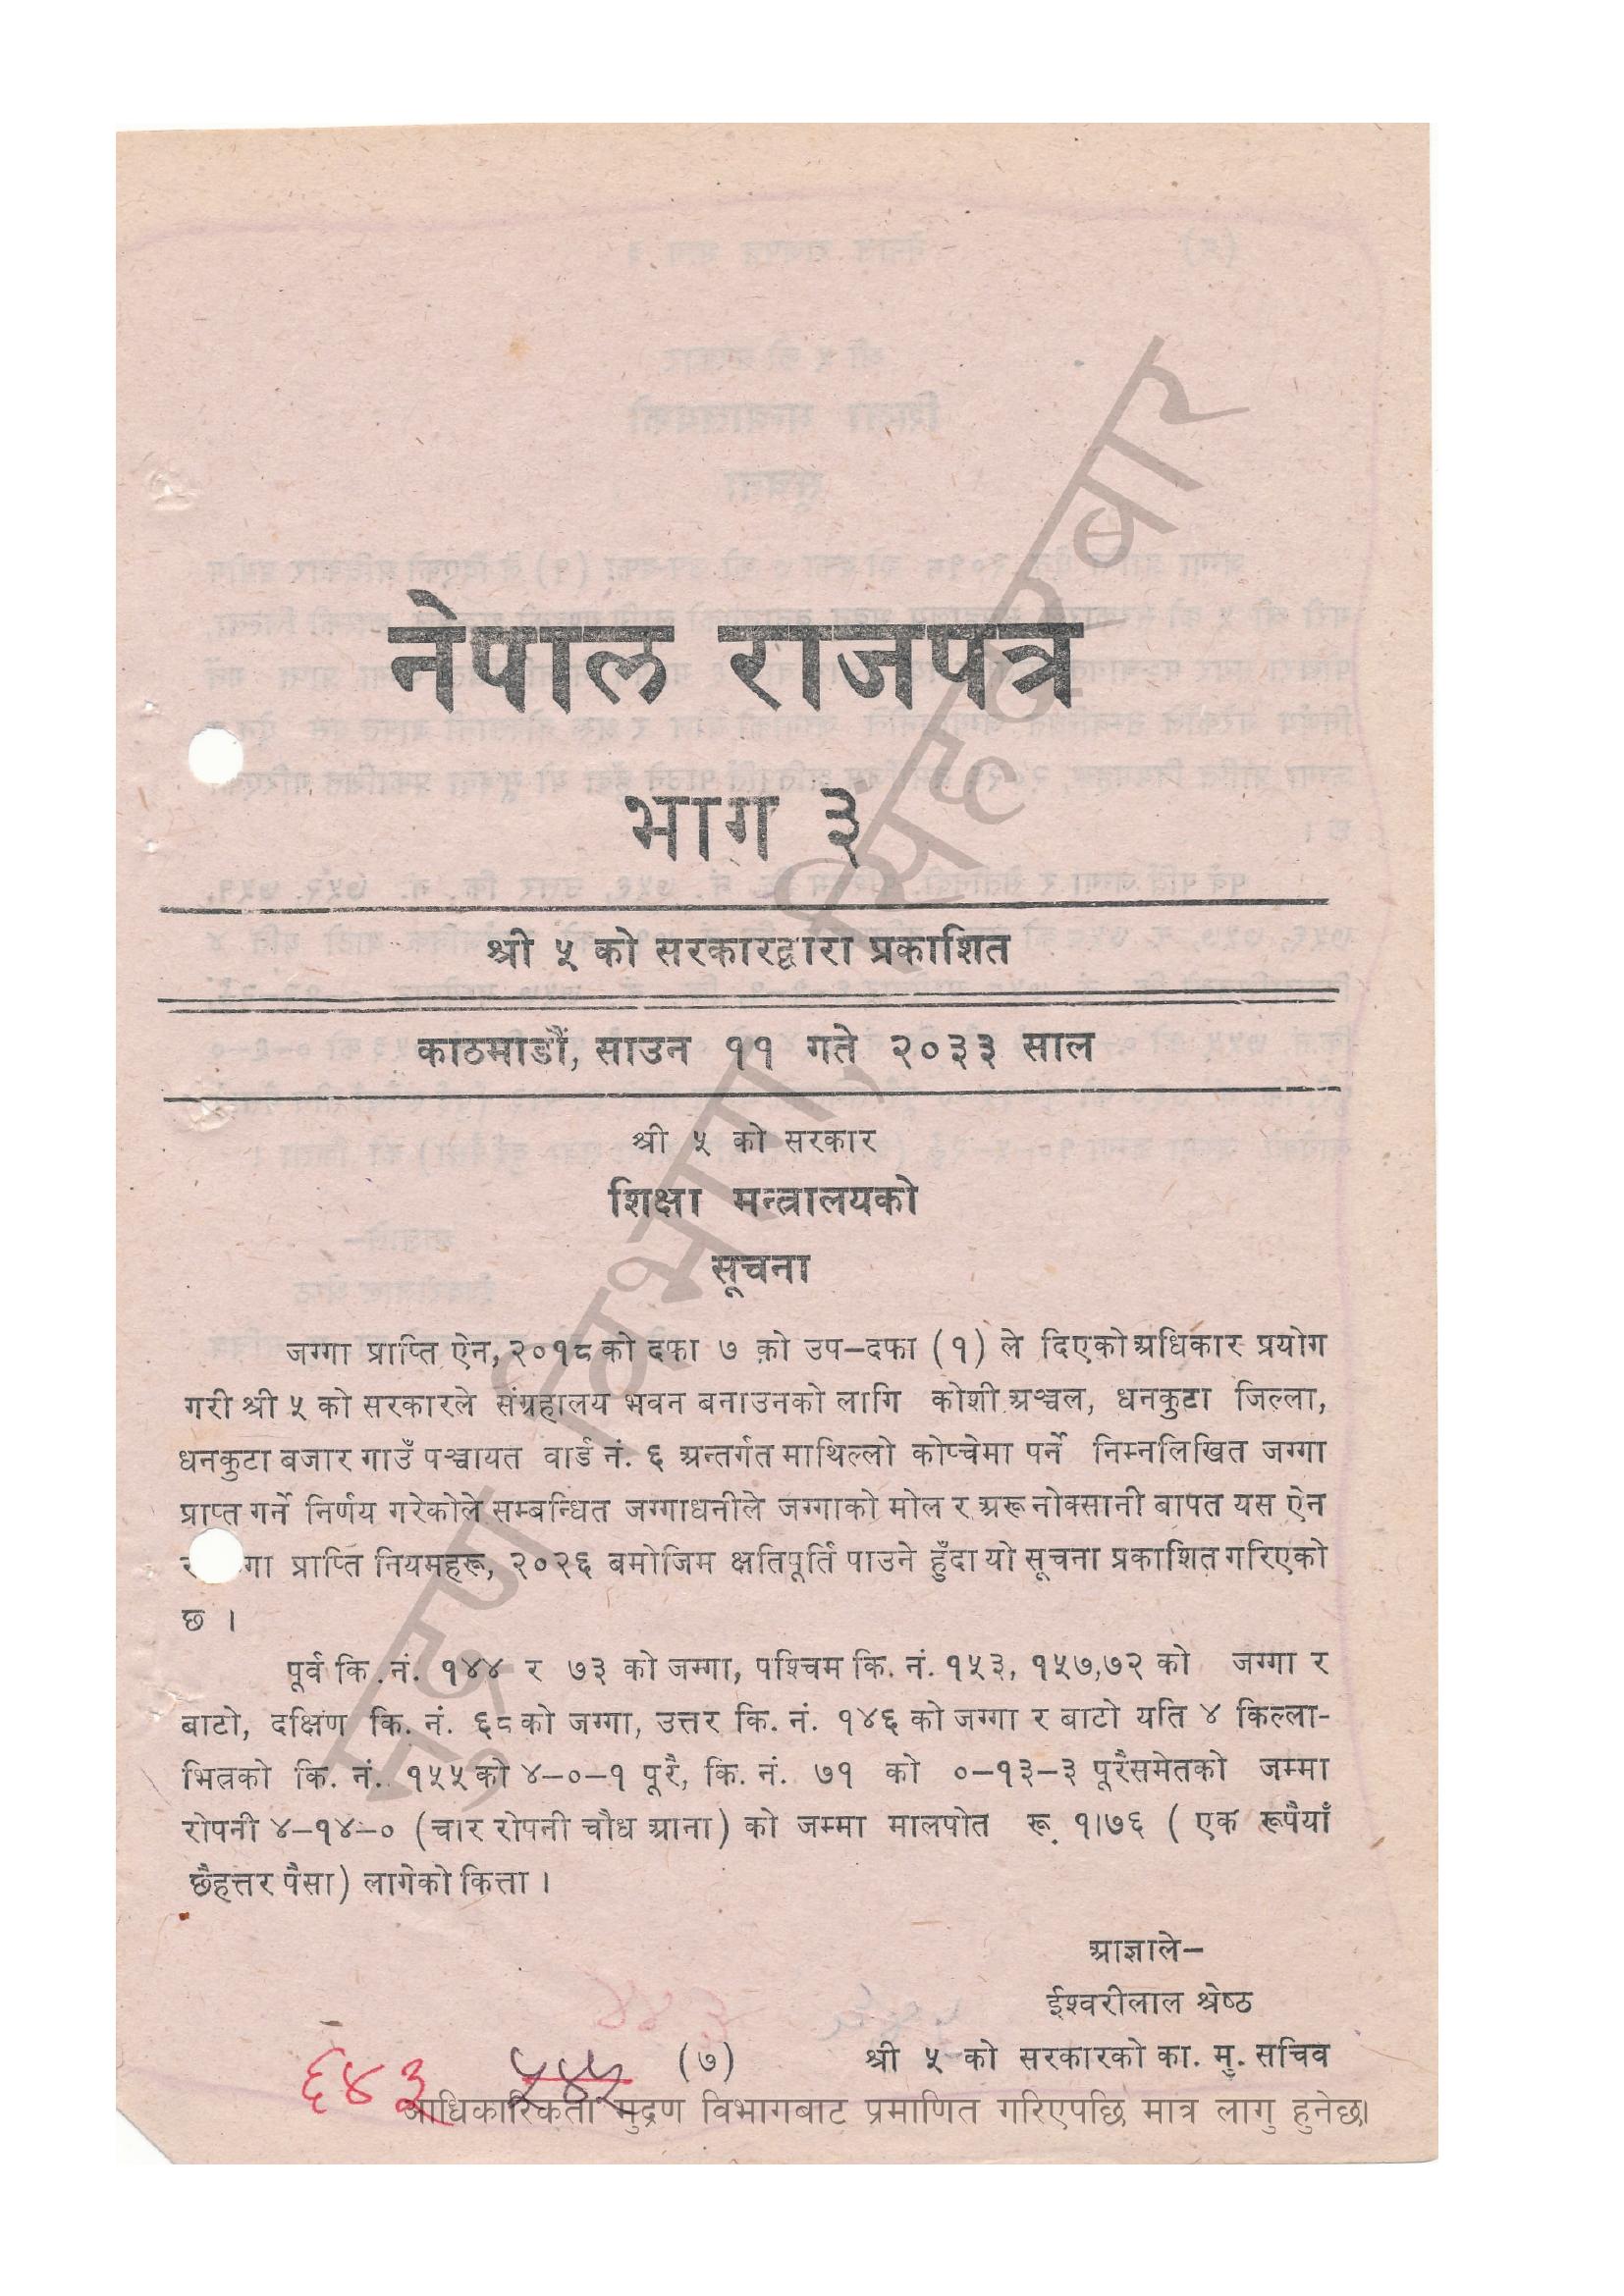 नेपाल राजपत्र
भाग ३
श्री ५ को सरकारद्वारा प्रकाशित
काठमाडौं, साउन ११ गते २०३३ साल
श्री ५ को सरकार
शिक्षा मन्त्रालयको
सूचना
जग्गा प्राप्ति ऐन, २०१८ को दफा ७ को उप-दफा (१) ले दिएको अधिकार प्रयोग
गरी श्री ५ को सरकारले संग्रहालय भवन बनाउनको लागि कोशी अञ्चल, धनकुटा जिल्ला,
धनकुटा बजार गाउँ पञ्चायत वार्ड नं. ६ अन्तर्गत माथिल्लो कोप्चेमा पर्ने निम्नलिखित जग्गा
प्राप्त गर्ने निर्णय गरेकोले सम्बन्धित जग्गाधनीले जग्गाको मोल र अरू नोक्सानी बापत यस ऐन
र गा प्राप्ति नियमहरू, २०२६ बमोजिम क्षतिपूर्ति पाउने हुँदा यो सूचना प्रकाशित गरिएको
छ ।
पूर्व कि. नं. १४४ र ७३ को जग्गा, पश्चिम कि. नं. १५३, १५७,७२ को जग्गा र
बाटो, दक्षिण कि. नं. ६८ को जग्गा, उत्तर कि. नं. १४६ को जग्गा र बाटो यति ४ किल्ला-
भित्रको कि. नं. १५५ को ४-०-१ पूरै, कि. नं. ७१ को ०-१३-३ पूरैसमेतको जम्मा
रोपनी ४-१४-० (चार रोपनी चौध आना) को जम्मा मालपोत रू. १।७६ ( एक रूपैयाँ
छैहत्तर पैसा) लागेको कित्ता ।
आज्ञाले-
ईश्वरीलाल श्रेष्ठ
श्री ५ को सरकारको का. मु. सचिव
६४३ ५४५ (७)
आधिकारिकता मुद्रण विभागबाट प्रमाणित गरिएपछि मात्र लागु हुनेछ।
मुद्रण विभाग, सिंहदरबार